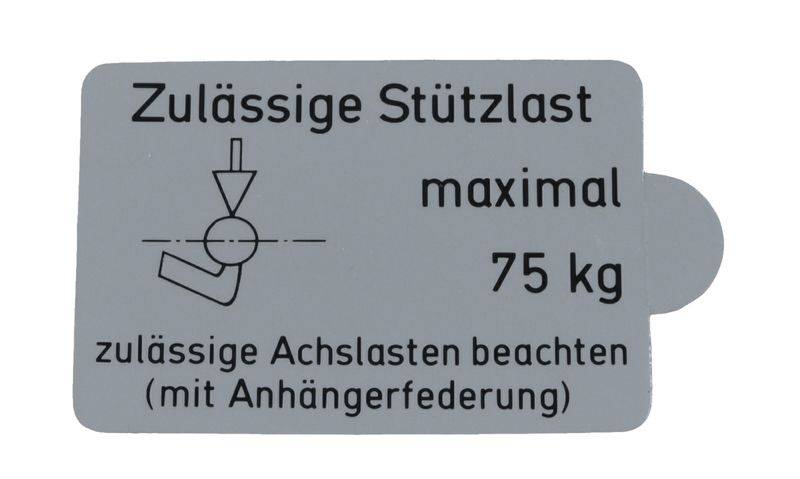 Zulässige Stützlast
maximal
75 kg
zulässige Achslasten beachten
(mit Anhängerfederung)